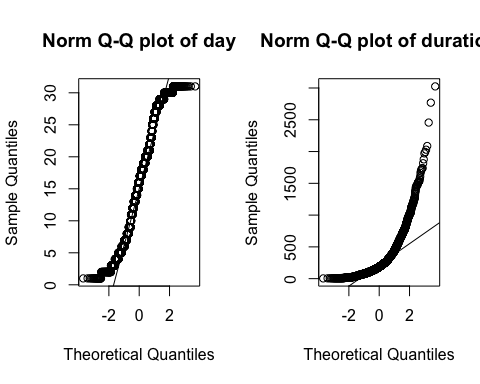 Norm Q-Q plot of day
Sample Quantiles
30
25
20
15
10
5
0
-2 0 2
Theoretical Quantiles
Norm Q-Q plot of duratio
Sample Quantiles
2500
1500
500
0
-2 0 2
Theoretical Quantiles